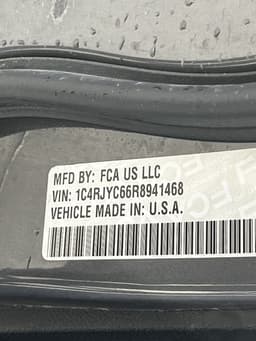 MFD BY: FCA US LLC
VIN: 1C4RJYC66R8941468
VEHICLE MADE IN: U.S.A.